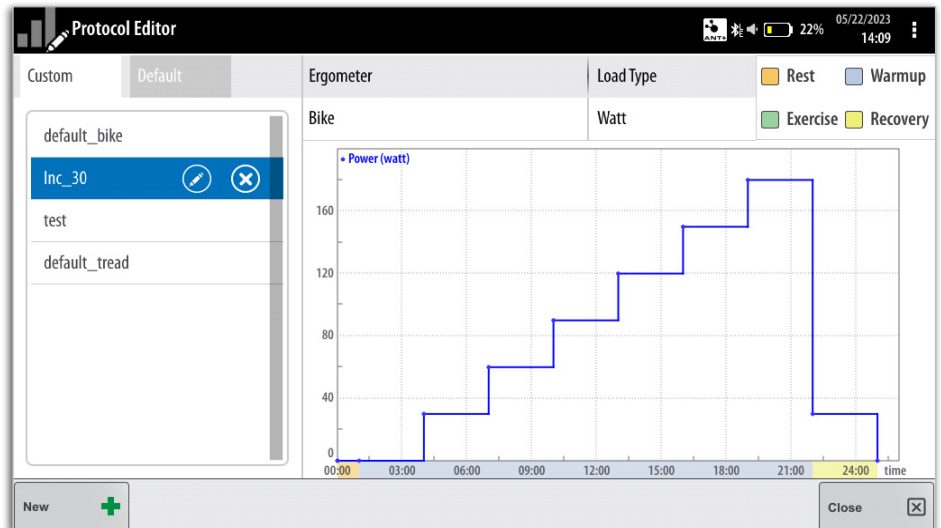 Protocol Editor
ANT+
22%
05/22/2023
14:09
Custom
Default
Ergometer
Load Type
Rest
Warmup
Bike
Watt
Exercise
Recovery
default_bike
Inc_30
test
default_tread
Power (watt)
160
120
80
40
0
00:00 03:00 06:00 09:00 12:00 15:00 18:00 21:00 24:00 time
New
Close